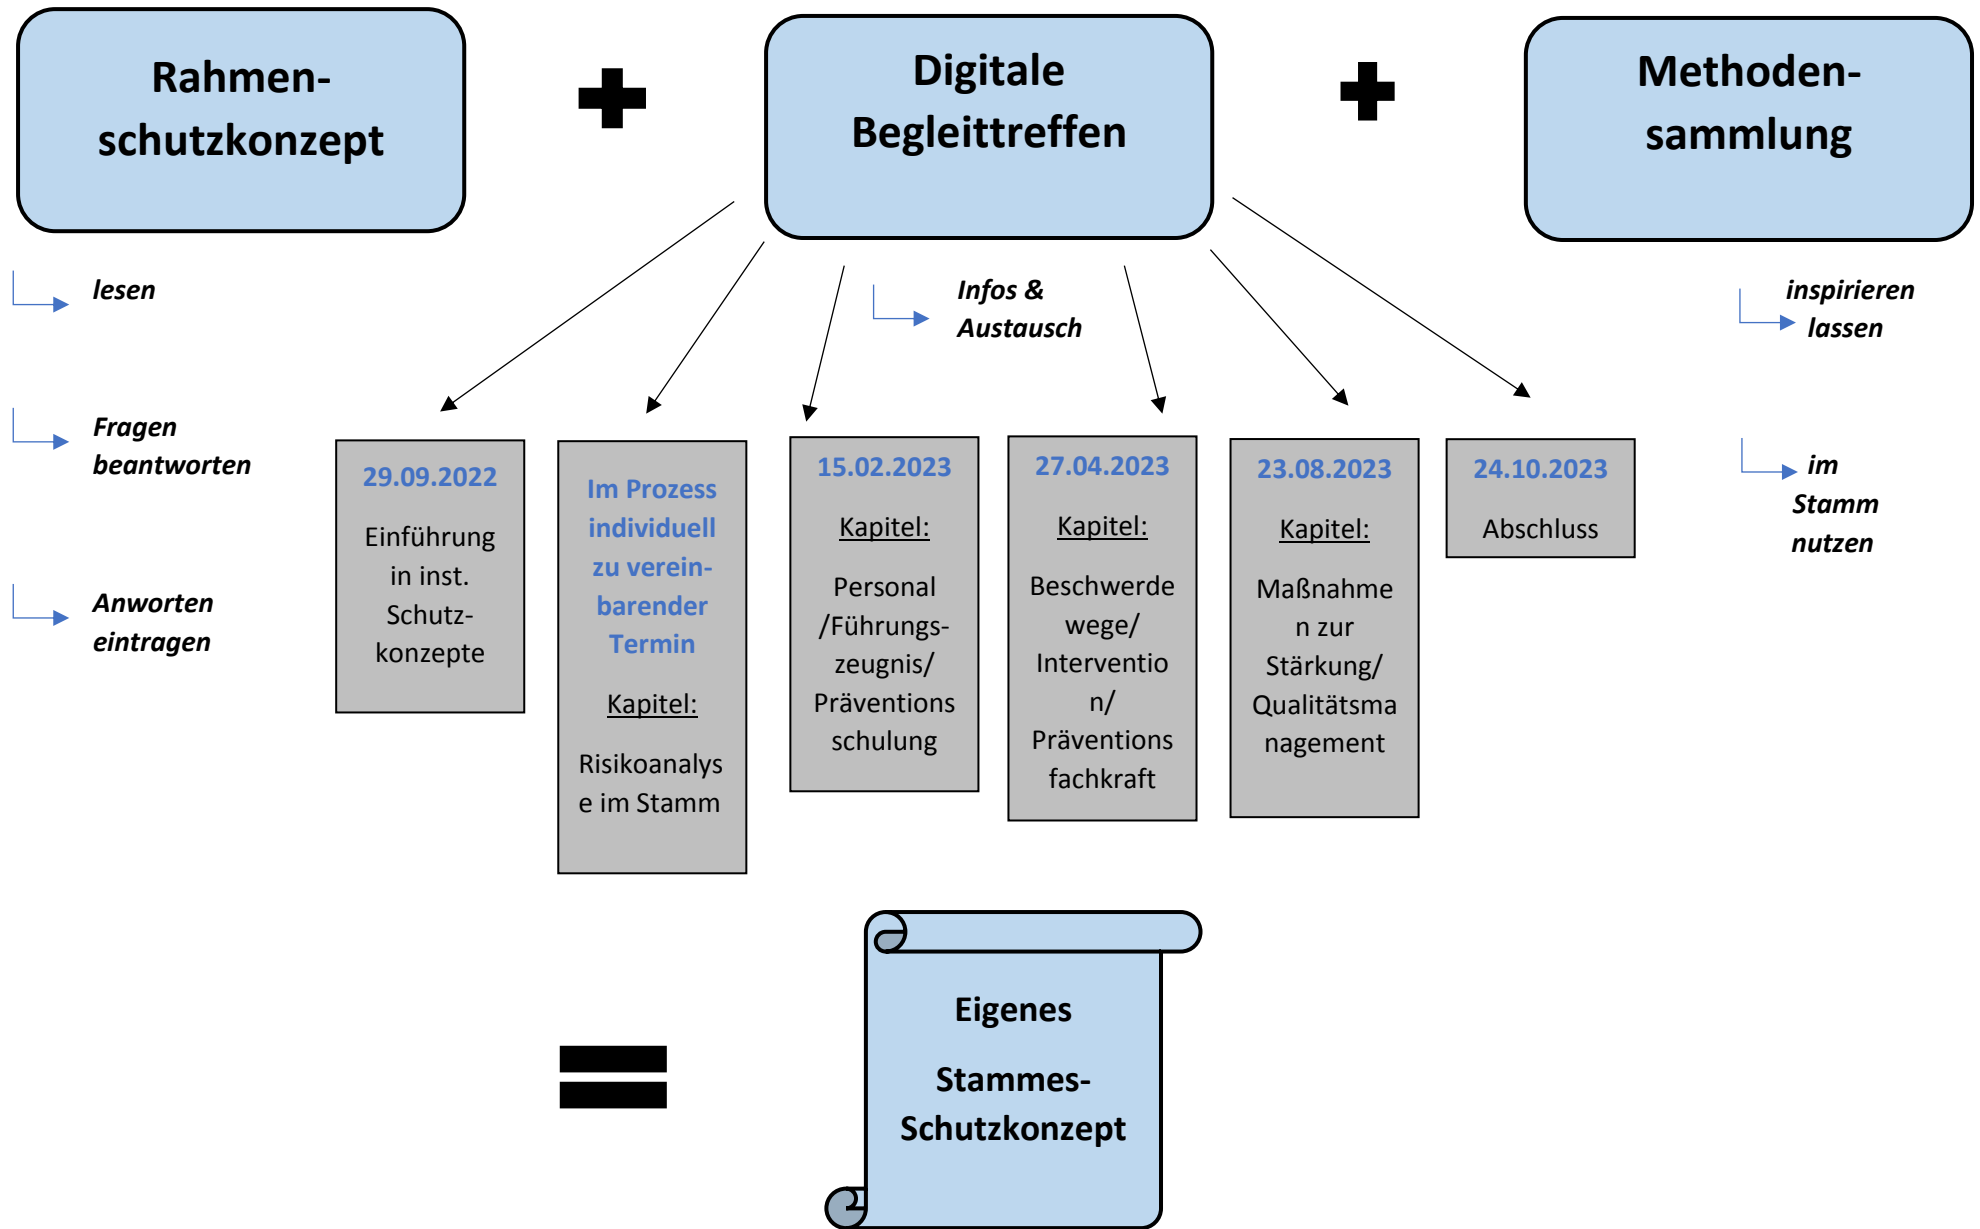 Rahmen-
schutzkonzept
Digitale
Begleittreffen
Methoden-
sammlung
lesen
Fragen
beantworten
Anworten
eintragen
Infos &
Austausch
inspirieren
lassen
im
Stamm
nutzen
29.09.2022
Einführung
in inst.
Schutz-
konzepte
Im Prozess
individuell
zu verein-
barender
Termin
Kapitel:
Risikoanalys
e im Stamm
15.02.2023
Kapitel:
Personal
/Führungs-
zeugnis/
Präventions
schulung
27.04.2023
Kapitel:
Beschwerde
wege/
Interventio
n/
Präventions
fachkraft
23.08.2023
Kapitel:
Maßnahme
n zur
Stärkung/
Qualitätsma
nagement
24.10.2023
Abschluss
Eigenes
Stammes-
Schutzkonzept